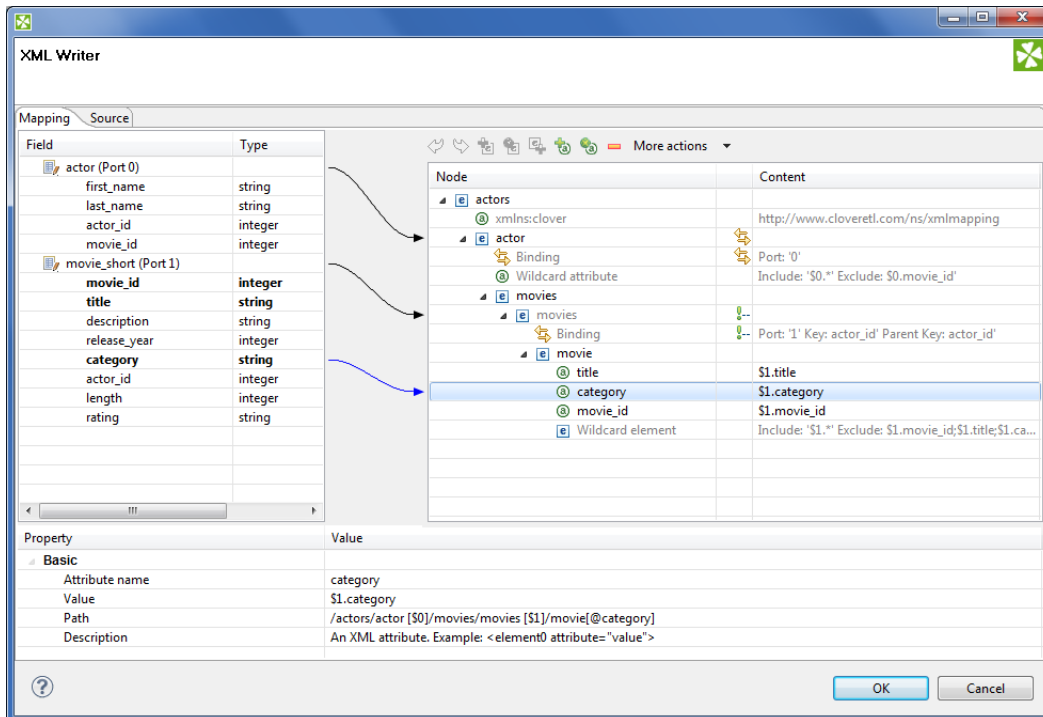 XML Writer
Mapping Source
Field Type
actor (Port 0)
first_name string
last_name string
actor_id integer
movie_id integer
movie_short (Port 1)
movie_id integer
title string
description string
release_year integer
category string
actor_id integer
length integer
rating string
More actions
Node Content
actors
xmlns:clover http://www.cloveretl.com/ns/xmlmapping
actor
Binding Port: '0'
Wildcard attribute Include: '$0.*' Exclude: $0.movie_id'
movies
movies
Binding Port: '1' Key: actor_id' Parent Key: actor_id'
movie
title $1.title
category $1.category
movie_id $1.movie_id
Wildcard element Include: '$1.*' Exclude: $1.movie_id;$1.title;$1.ca...
Property Value
Basic
Attribute name category
Value $1.category
Path /actors/actor [$0]/movies/movies [$1]/movie[@category]
Description An XML attribute. Example: <element0 attribute="value">
OK Cancel